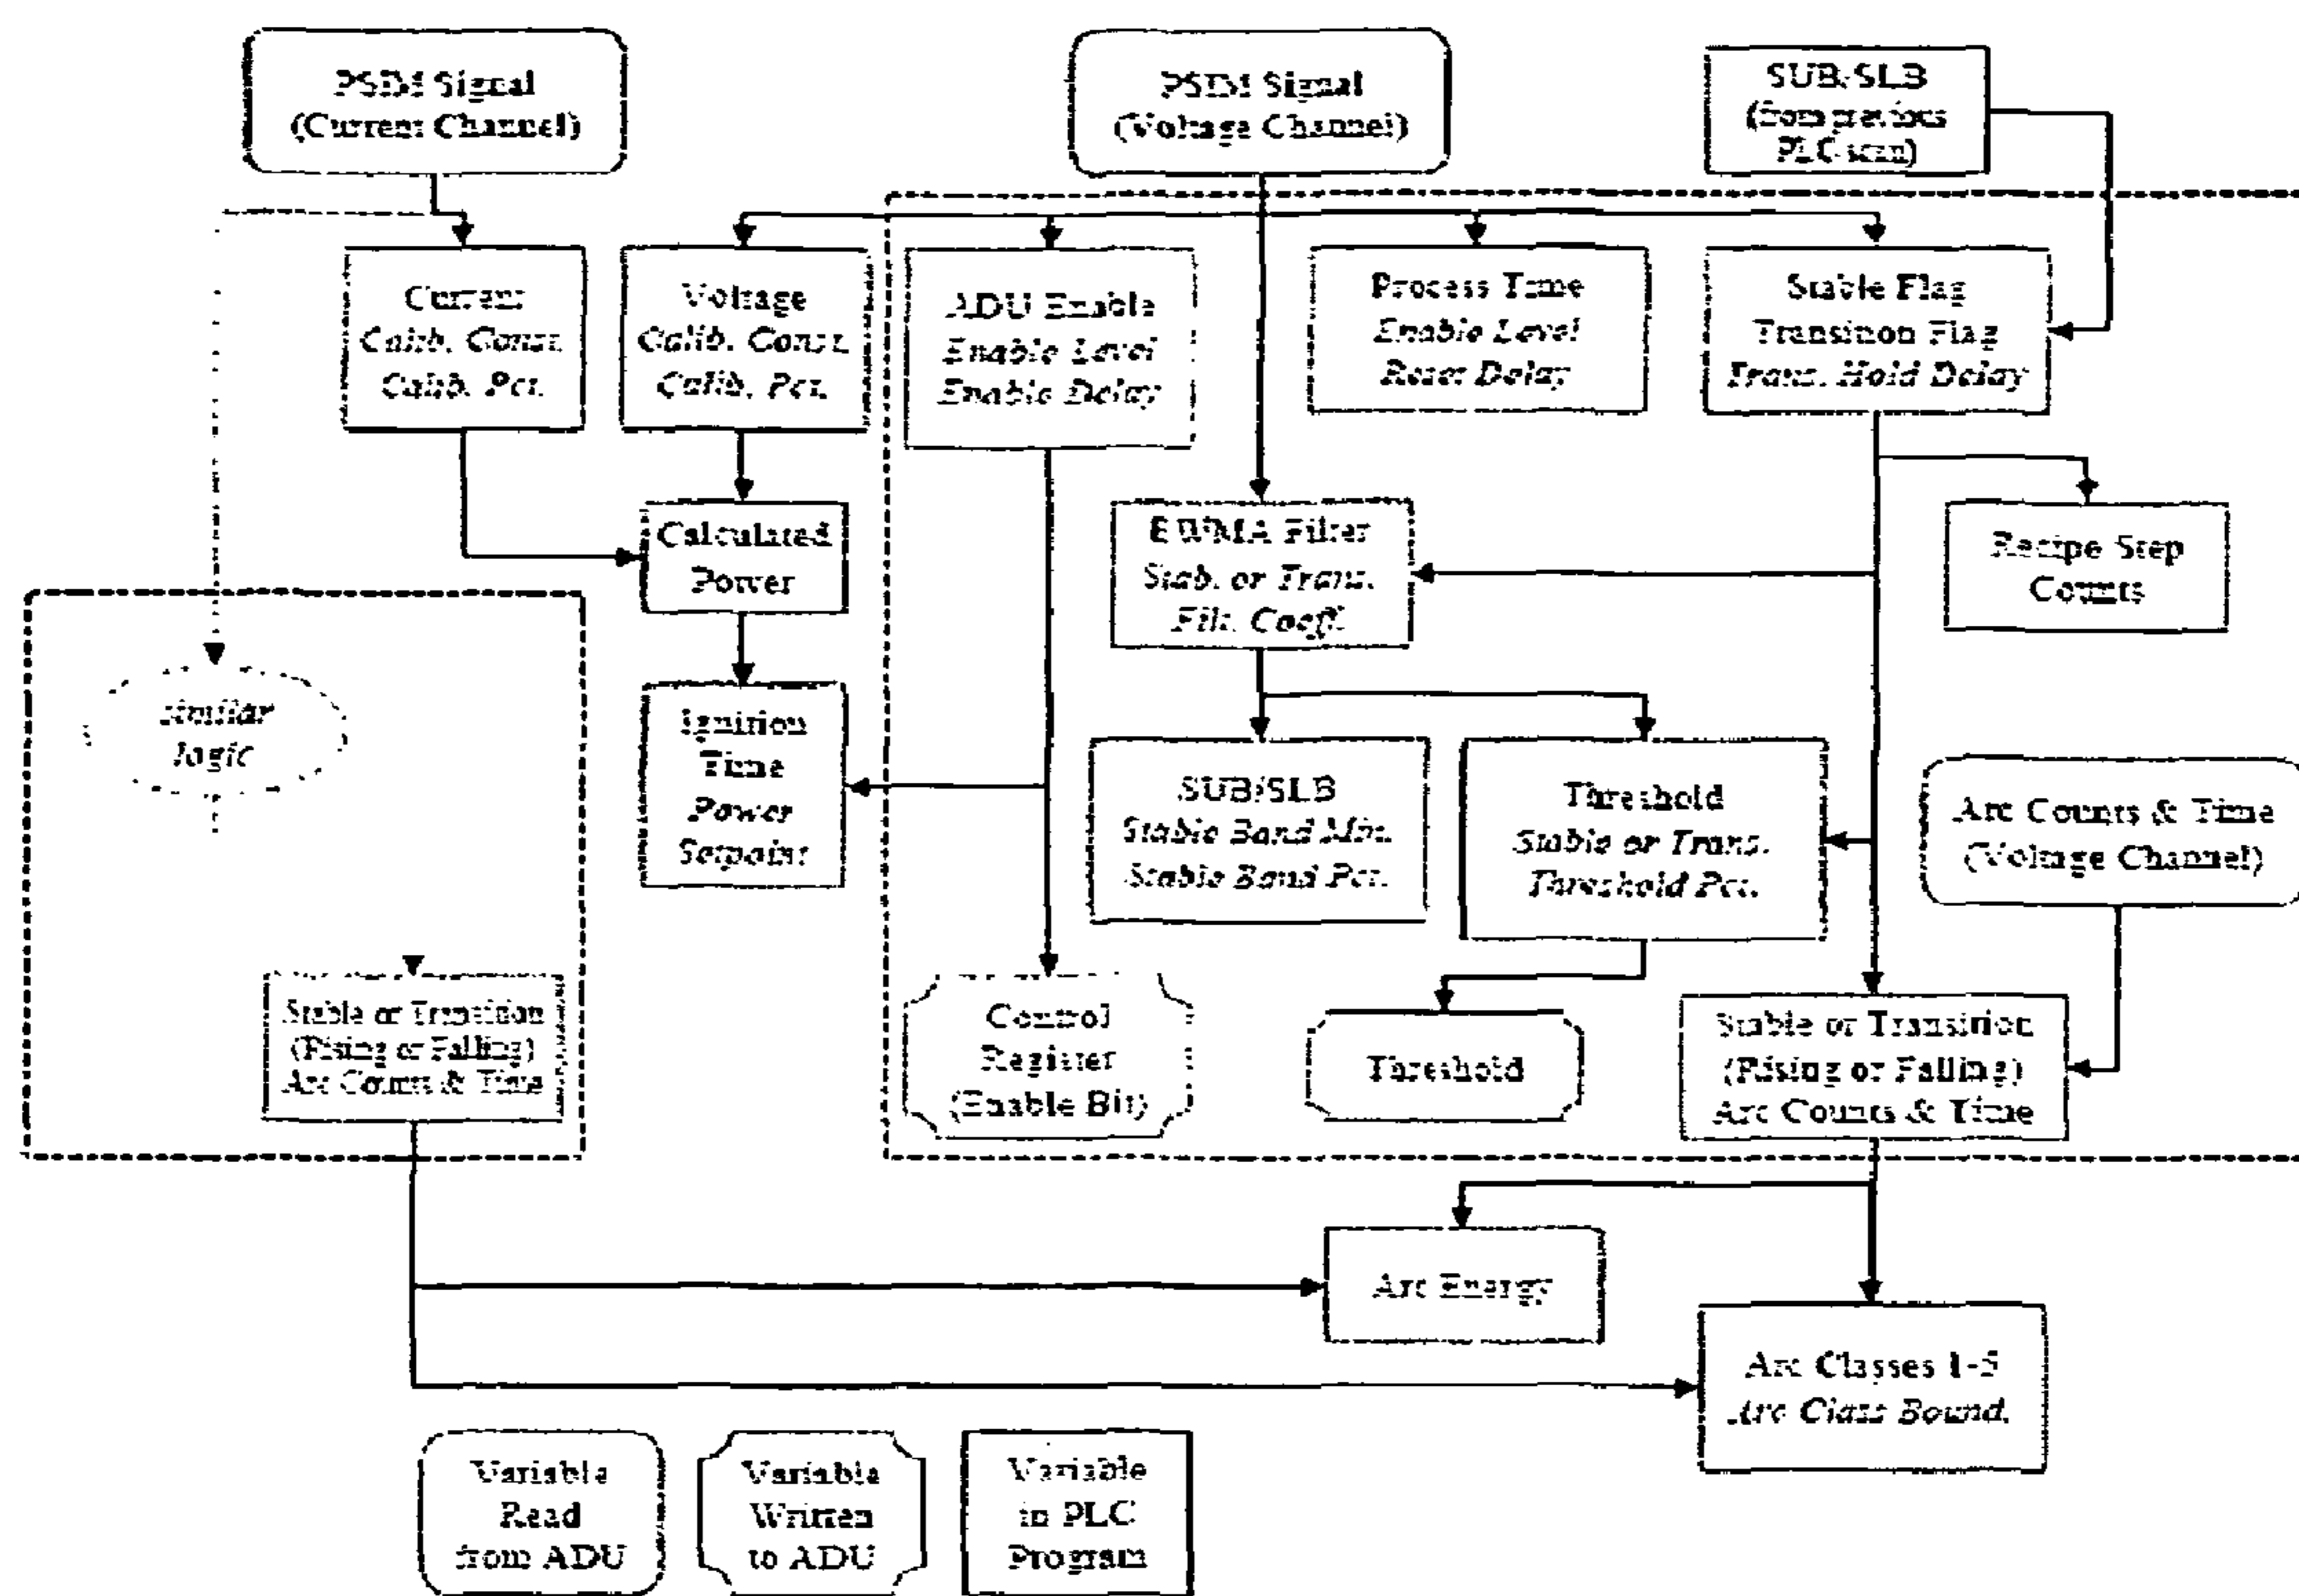 PSIM Signal
(Current Channel)
PSIM Signal
(Voltage Channel)
SUB/SLB
(from previous
PLC scan)
Current
Calib. Const.
Calib. Pct.
Voltage
Calib. Const.
Calib. Pct.
ADU Enable
Enable Level
Enable Delay
Process Time
Enable Level
Reset Delay
Stable Flag
Transition Flag
Trans. Hold Delay
Calculated
Power
EWMA Filter
Stab. or Trans.
Filt. Coeff.
Recipe Step
Counts
similar
logic
Ignition
Time
Power
Setpoint
SUB/SLB
Stable Band Min.
Stable Band Pct.
Threshold
Stable or Trans.
Threshold Pct.
Arc Counts & Time
(Voltage Channel)
Stable or Transition
(Rising or Falling)
Arc Counts & Time
Control
Register
(Enable Bit)
Threshold
Stable or Transition
(Rising or Falling)
Arc Counts & Time
Arc Energy
Arc Classes 1-5
Arc Class Bound.
Variable
Read
from ADU
Variable
Written
to ADU
Variable
in PLC
Program